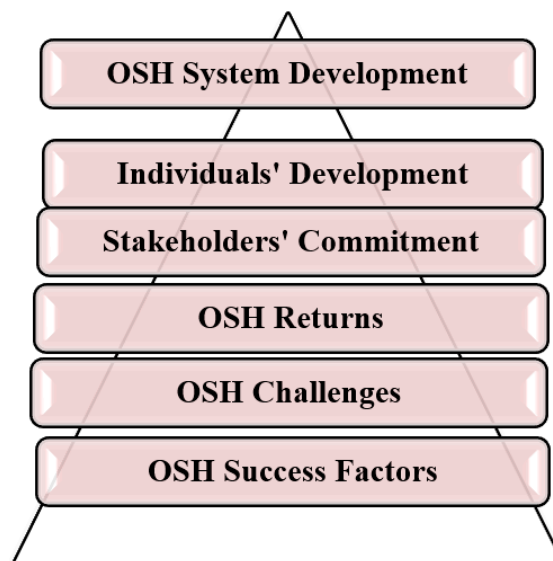 OSH System Development
Individuals' Development
Stakeholders' Commitment
OSH Returns
OSH Challenges
OSH Success Factors